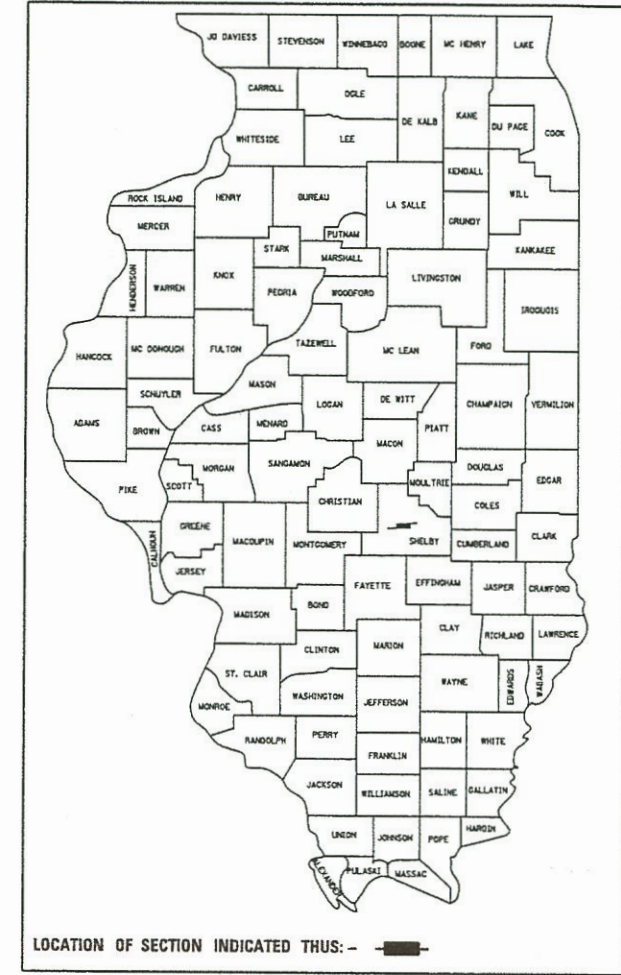 JO DAVIESS STEVENSON WINNEBAGO BOONE MC HENRY LAKE
CARROLL OGLE DE KALB KANE DU PAGE COOK
WHITESIDE LEE
KENDALL
ROCK ISLAND HENRY BUREAU LA SALLE GRUNDY WILL
MERCER PUTNAM
STARK MARSHALL KANKAKEE
HENDERSON WARREN KNOX PEORIA WOODFORD LIVINGSTON IROQUOIS
HANCOCK MC DONOUGH FULTON TAZEWELL MC LEAN FORD
MASON
SCHUYLER LOGAN DE WITT CHAMPAIGN VERMILION
ADAMS BROWN CASS MENARD MACON PIATT
PIKE SCOTT MORGAN SANGAMON CHRISTIAN MOULTRIE DOUGLAS EDGAR
COLES
CALHOUN GREENE MACOUPIN MONTGOMERY SHELBY CUMBERLAND CLARK
JERSEY
FAYETTE EFFINGHAM JASPER CRAWFORD
MADISON BOND
CLAY RICHLAND LAWRENCE
CLINTON MARION
ST. CLAIR WAYNE EDWARDS WABASH
MONROE WASHINGTON JEFFERSON
RANDOLPH PERRY HAMILTON WHITE
FRANKLIN
JACKSON WILLIAMSON SALINE GALLATIN
UNION JOHNSON POPE HARDIN
ALEXANDER PULASAI MASSAC
LOCATION OF SECTION INDICATED THUS: -